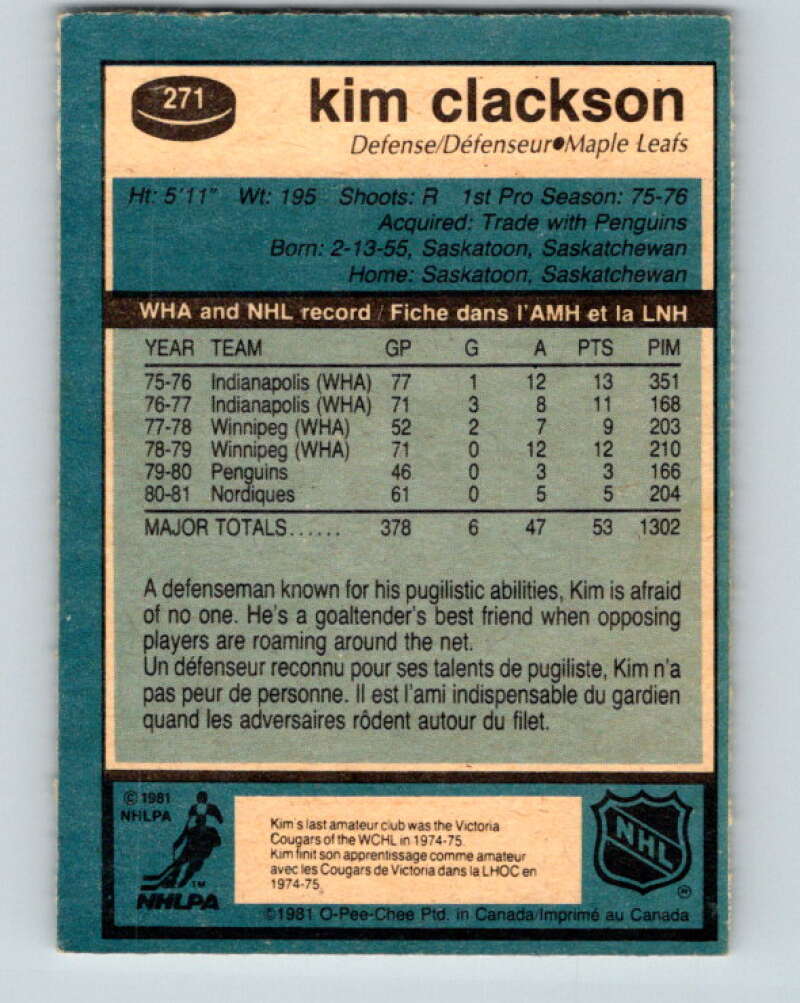 271
kim clackson
Defense/Défenseur●Maple Leafs
Ht: 5'11" Wt: 195 Shoots: R 1st Pro Season: 75-76
Acquired: Trade with Penguins
Born: 2-13-55, Saskatoon, Saskatchewan
Home: Saskatoon, Saskatchewan
WHA and NHL record / Fiche dans l'AMH et la LNH
YEAR TEAM GP G A PTS PIM
75-76 Indianapolis (WHA) 77 1 12 13 351
76-77 Indianapolis (WHA) 71 3 8 11 168
77-78 Winnipeg (WHA) 52 2 7 9 203
78-79 Winnipeg (WHA) 71 0 12 12 210
79-80 Penguins 46 0 3 3 166
80-81 Nordiques 61 0 5 5 204
MAJOR TOTALS...... 378 6 47 53 1302
A defenseman known for his pugilistic abilities, Kim is afraid
of no one. He's a goaltender's best friend when opposing
players are roaming around the net.
Un défenseur reconnu pour ses talents de pugiliste, Kim n'a
pas peur de personne. Il est l'ami indispensable du gardien
quand les adversaires rôdent autour du filet.
© 1981
NHLPA
TM
NHLPA
Kim's last amateur club was the Victoria
Cougars of the WCHL in 1974-75.
Kim finit son apprentissage comme amateur
avec les Cougars de Victoria dans la LHOC en
1974-75.
NHL
®
©1981 O-Pee-Chee Ptd. in Canada/Imprimé au Canada